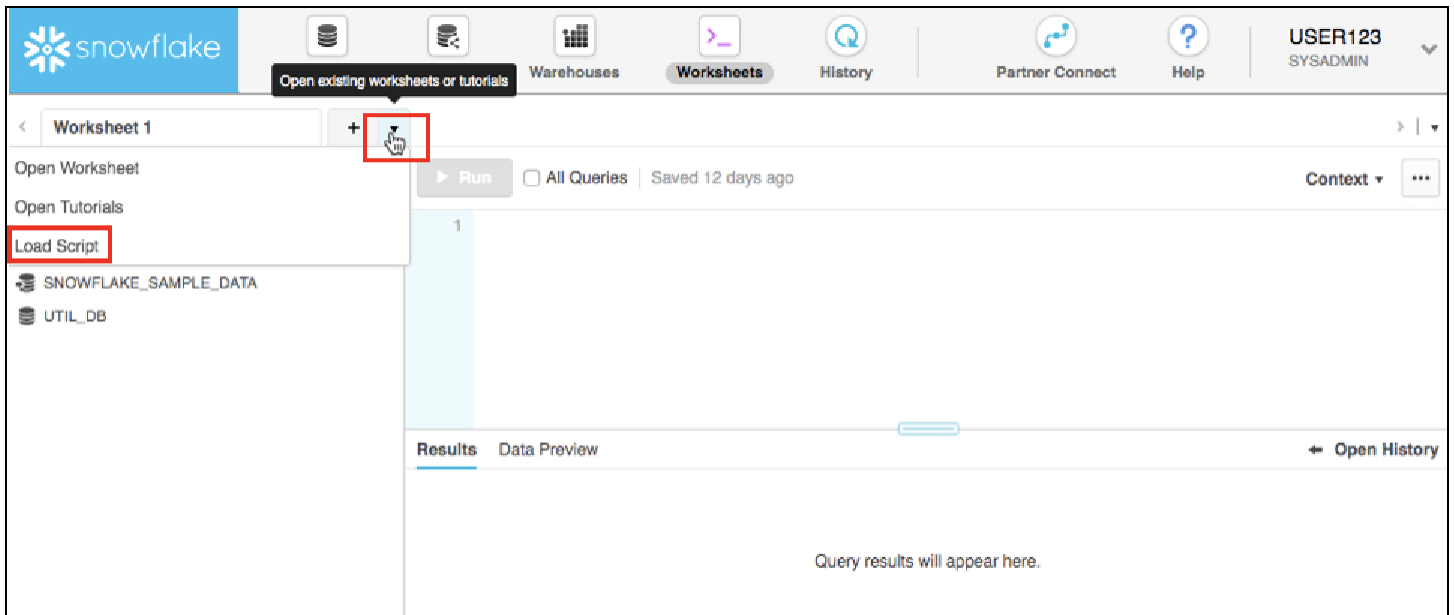 snowflake
Open existing worksheets or tutorials
Warehouses
Worksheets
History
Partner Connect
Help
USER123
SYSADMIN
Worksheet 1
+
Open Worksheet
Open Tutorials
Load Script
SNOWFLAKE_SAMPLE_DATA
UTIL_DB
Run
All Queries
Saved 12 days ago
Context
...
1
Results
Data Preview
Open History
Query results will appear here.